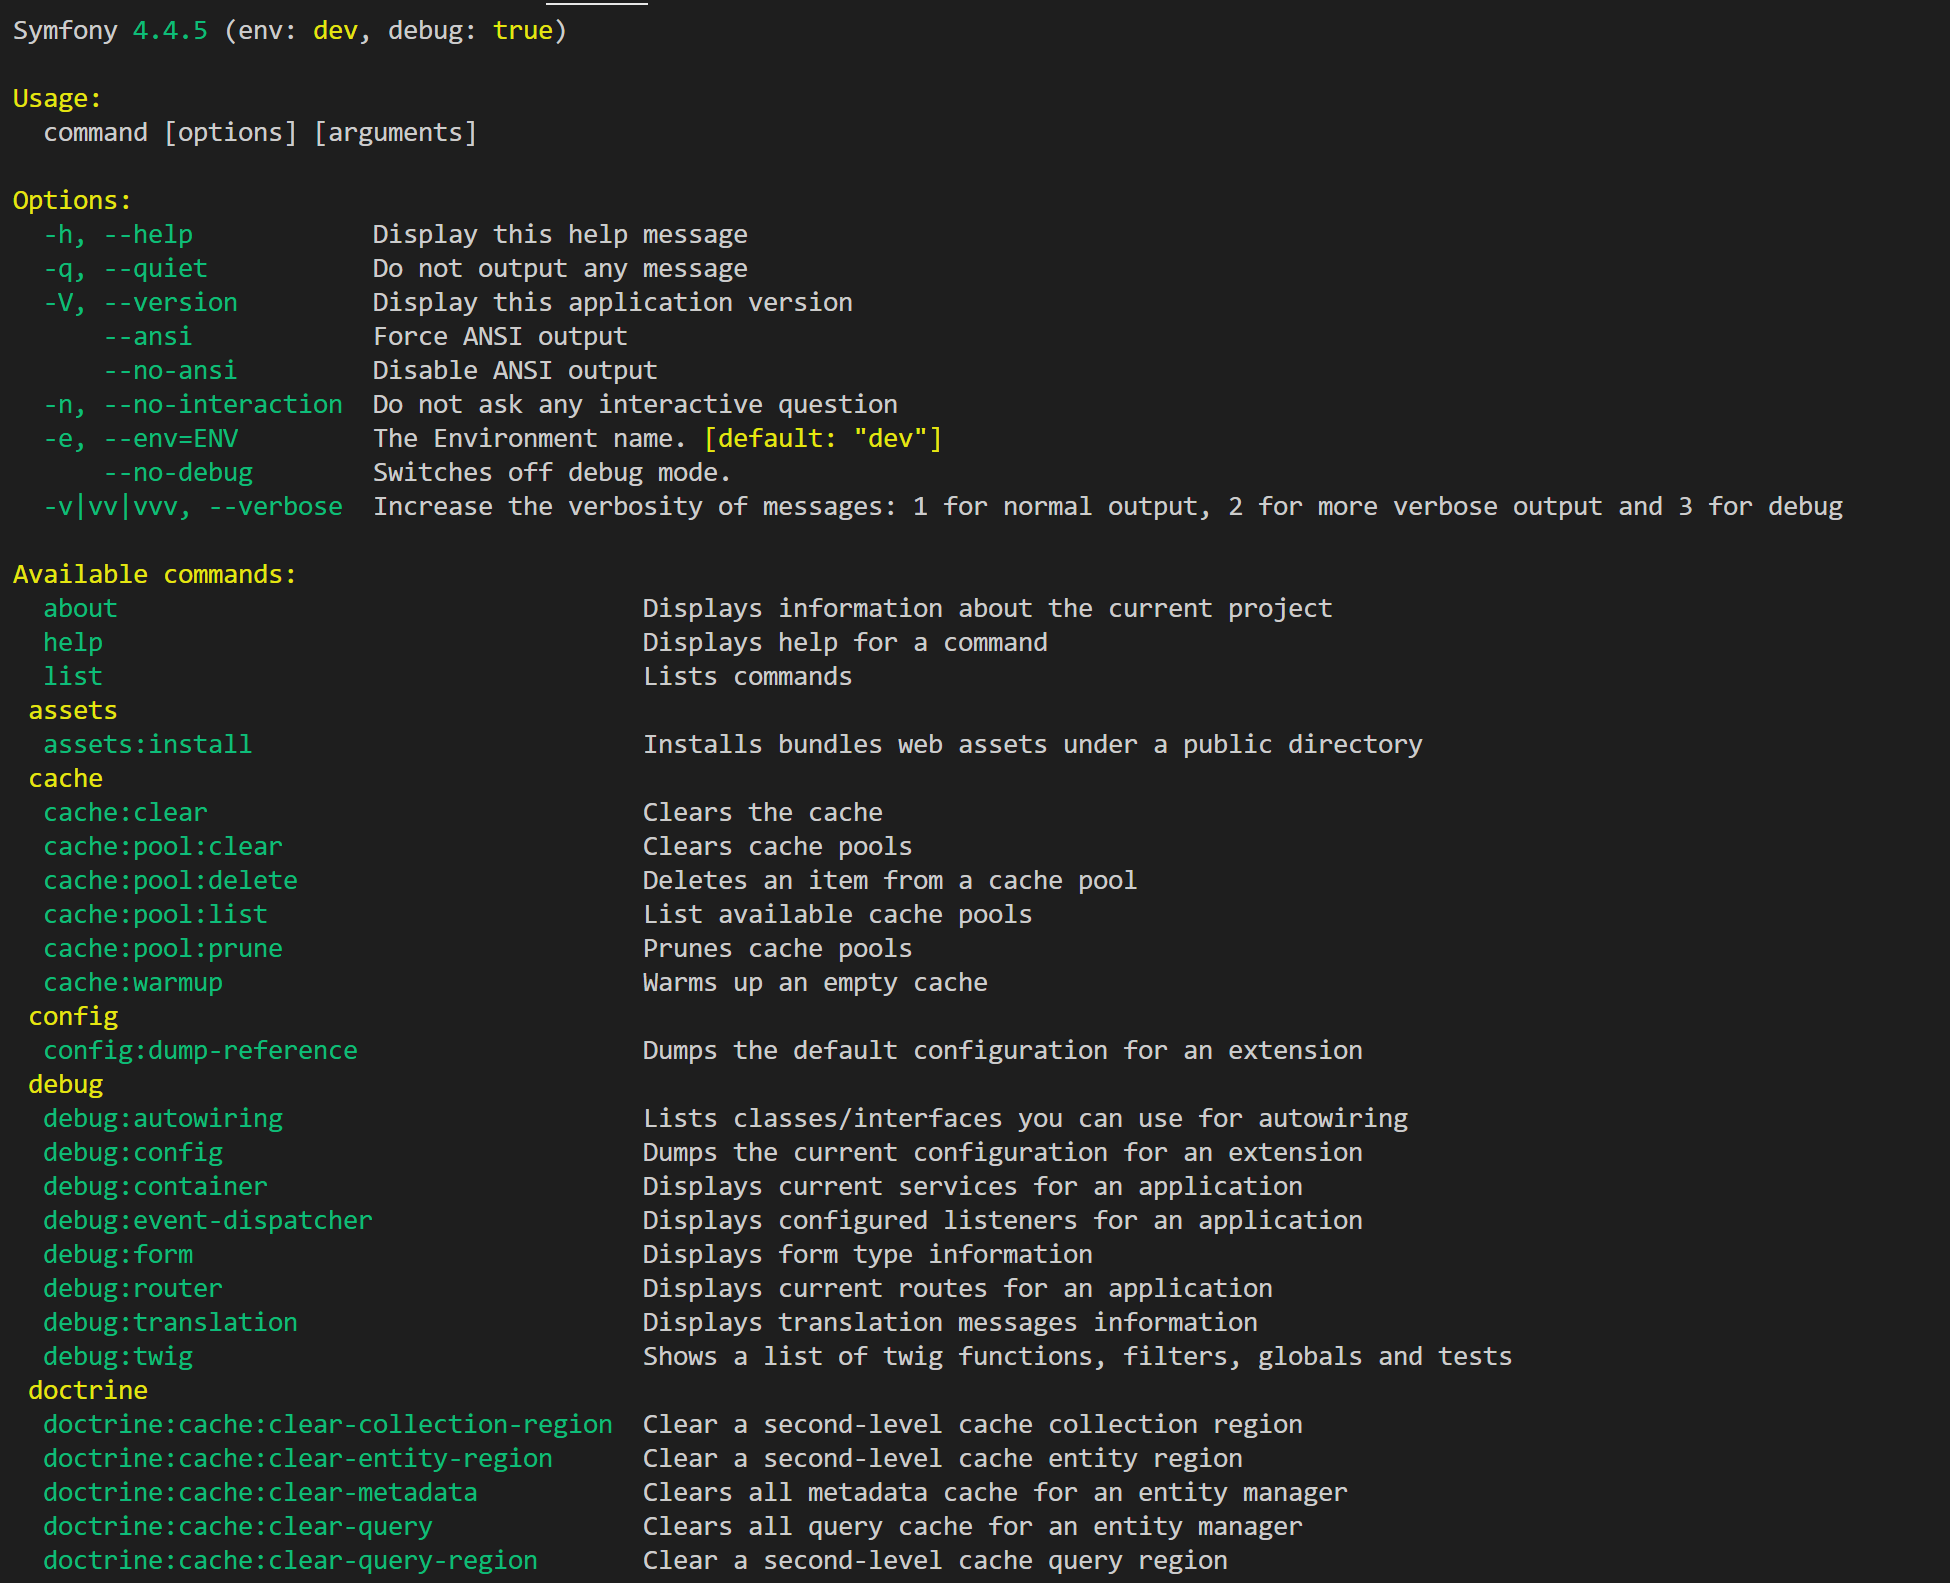 Symfony 4.4.5 (env: dev, debug: true)
Usage:
command [options] [arguments]
Options:
-h, --help Display this help message
-q, --quiet Do not output any message
-V, --version Display this application version
--ansi Force ANSI output
--no-ansi Disable ANSI output
-n, --no-interaction Do not ask any interactive question
-e, --env=ENV The Environment name. [default: "dev"]
--no-debug Switches off debug mode.
-v|vv|vvv, --verbose Increase the verbosity of messages: 1 for normal output, 2 for more verbose output and 3 for debug
Available commands:
about Displays information about the current project
help Displays help for a command
list Lists commands
assets
assets:install Installs bundles web assets under a public directory
cache
cache:clear Clears the cache
cache:pool:clear Clears cache pools
cache:pool:delete Deletes an item from a cache pool
cache:pool:list List available cache pools
cache:pool:prune Prunes cache pools
cache:warmup Warms up an empty cache
config
config:dump-reference Dumps the default configuration for an extension
debug
debug:autowiring Lists classes/interfaces you can use for autowiring
debug:config Dumps the current configuration for an extension
debug:container Displays current services for an application
debug:event-dispatcher Displays configured listeners for an application
debug:form Displays form type information
debug:router Displays current routes for an application
debug:translation Displays translation messages information
debug:twig Shows a list of twig functions, filters, globals and tests
doctrine
doctrine:cache:clear-collection-region Clear a second-level cache collection region
doctrine:cache:clear-entity-region Clear a second-level cache entity region
doctrine:cache:clear-metadata Clears all metadata cache for an entity manager
doctrine:cache:clear-query Clears all query cache for an entity manager
doctrine:cache:clear-query-region Clear a second-level cache query region